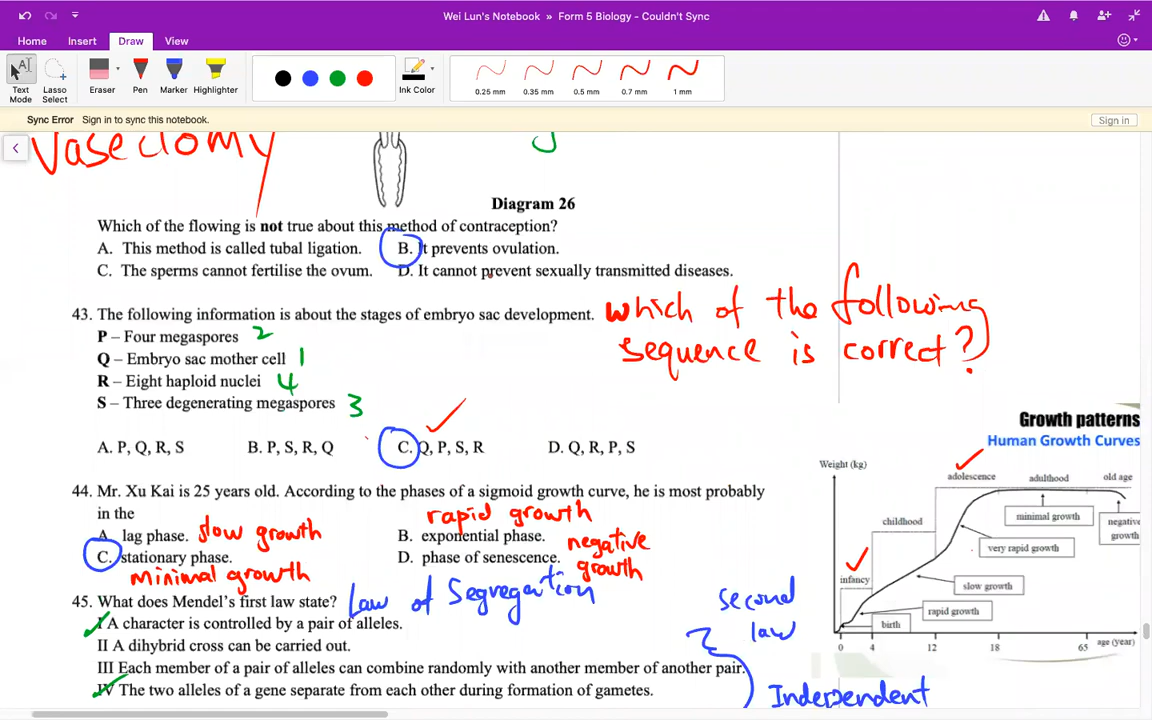 Wei Lun's Notebook » Form 5 Biology - Couldn't Sync
Home Insert Draw View
Text Mode
Lasso Select
Eraser
Pen
Marker
Highlighter
Ink Color
0.25 mm 0.35 mm 0.5 mm 0.7 mm 1 mm
Sync Error Sign in to sync this notebook.
Sign in
Vasectomy
Diagram 26
Which of the flowing is not true about this method of contraception?
A. This method is called tubal ligation. B. It prevents ovulation.
C. The sperms cannot fertilise the ovum. D. It cannot prevent sexually transmitted diseases.
43. The following information is about the stages of embryo sac development.
which of the following
sequence is correct?
P – Four megaspores 2
Q – Embryo sac mother cell 1
R – Eight haploid nuclei 4
S – Three degenerating megaspores 3
A. P, Q, R, S B. P, S, R, Q C. Q, P, S, R D. Q, R, P, S
44. Mr. Xu Kai is 25 years old. According to the phases of a sigmoid growth curve, he is most probably
in the
A. lag phase. slow growth B. exponential phase. rapid growth
C. stationary phase. minimal growth D. phase of senescence. negative growth
45. What does Mendel's first law state? Law of Segregation
I A character is controlled by a pair of alleles.
II A dihybrid cross can be carried out.
III Each member of a pair of alleles can combine randomly with another member of another pair.
IV The two alleles of a gene separate from each other during formation of gametes.
second
law
Independent
Growth patterns
Human Growth Curves
Weight (kg)
adolescence adulthood old age
childhood
infancy
minimal growth
negative growth
very rapid growth
slow growth
rapid growth
birth
0 4 12 18 65 age (year)